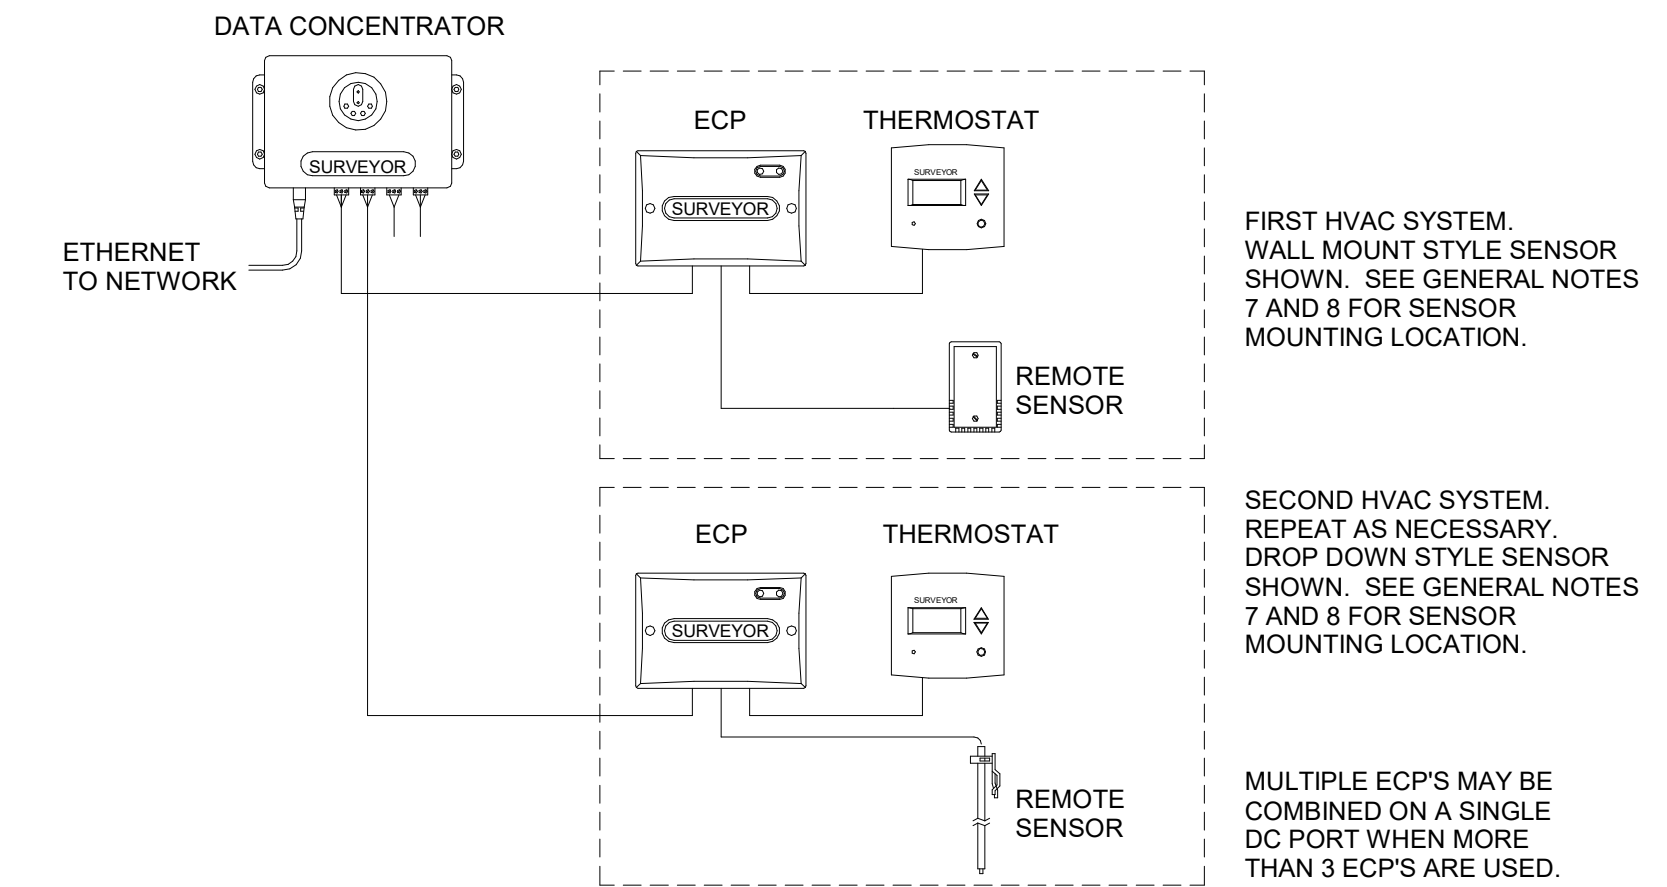 DATA CONCENTRATOR
SURVEYOR
ETHERNET
TO NETWORK
ECP
THERMOSTAT
SURVEYOR
SURVEYOR
REMOTE
SENSOR
FIRST HVAC SYSTEM.
WALL MOUNT STYLE SENSOR
SHOWN. SEE GENERAL NOTES
7 AND 8 FOR SENSOR
MOUNTING LOCATION.
ECP
THERMOSTAT
SURVEYOR
SURVEYOR
REMOTE
SENSOR
SECOND HVAC SYSTEM.
REPEAT AS NECESSARY.
DROP DOWN STYLE SENSOR
SHOWN. SEE GENERAL NOTES
7 AND 8 FOR SENSOR
MOUNTING LOCATION.
MULTIPLE ECP'S MAY BE
COMBINED ON A SINGLE
DC PORT WHEN MORE
THAN 3 ECP'S ARE USED.